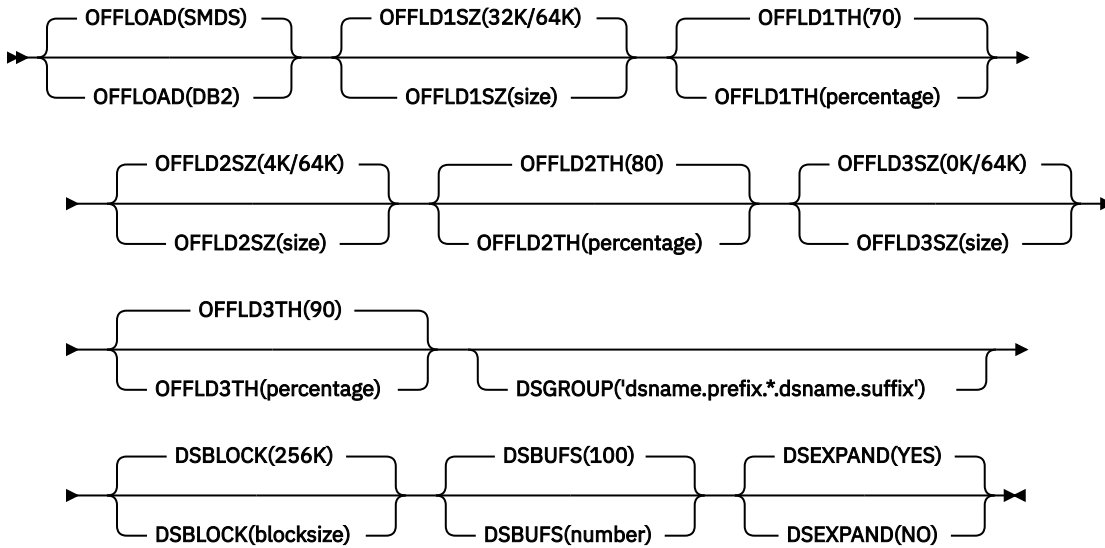 OFFLOAD(SMDS) OFFLD1SZ(32K/64K) OFFLD1TH(70)
OFFLOAD(DB2) OFFLD1SZ(size) OFFLD1TH(percentage)
OFFLD2SZ(4K/64K) OFFLD2TH(80) OFFLD3SZ(0K/64K)
OFFLD2SZ(size) OFFLD2TH(percentage) OFFLD3SZ(size)
OFFLD3TH(90)
OFFLD3TH(percentage) DSGROUP('dsname.prefix.*.dsname.suffix')
DSBLOCK(256K) DSBUFS(100) DSEXPAND(YES)
DSBLOCK(blocksize) DSBUFS(number) DSEXPAND(NO)